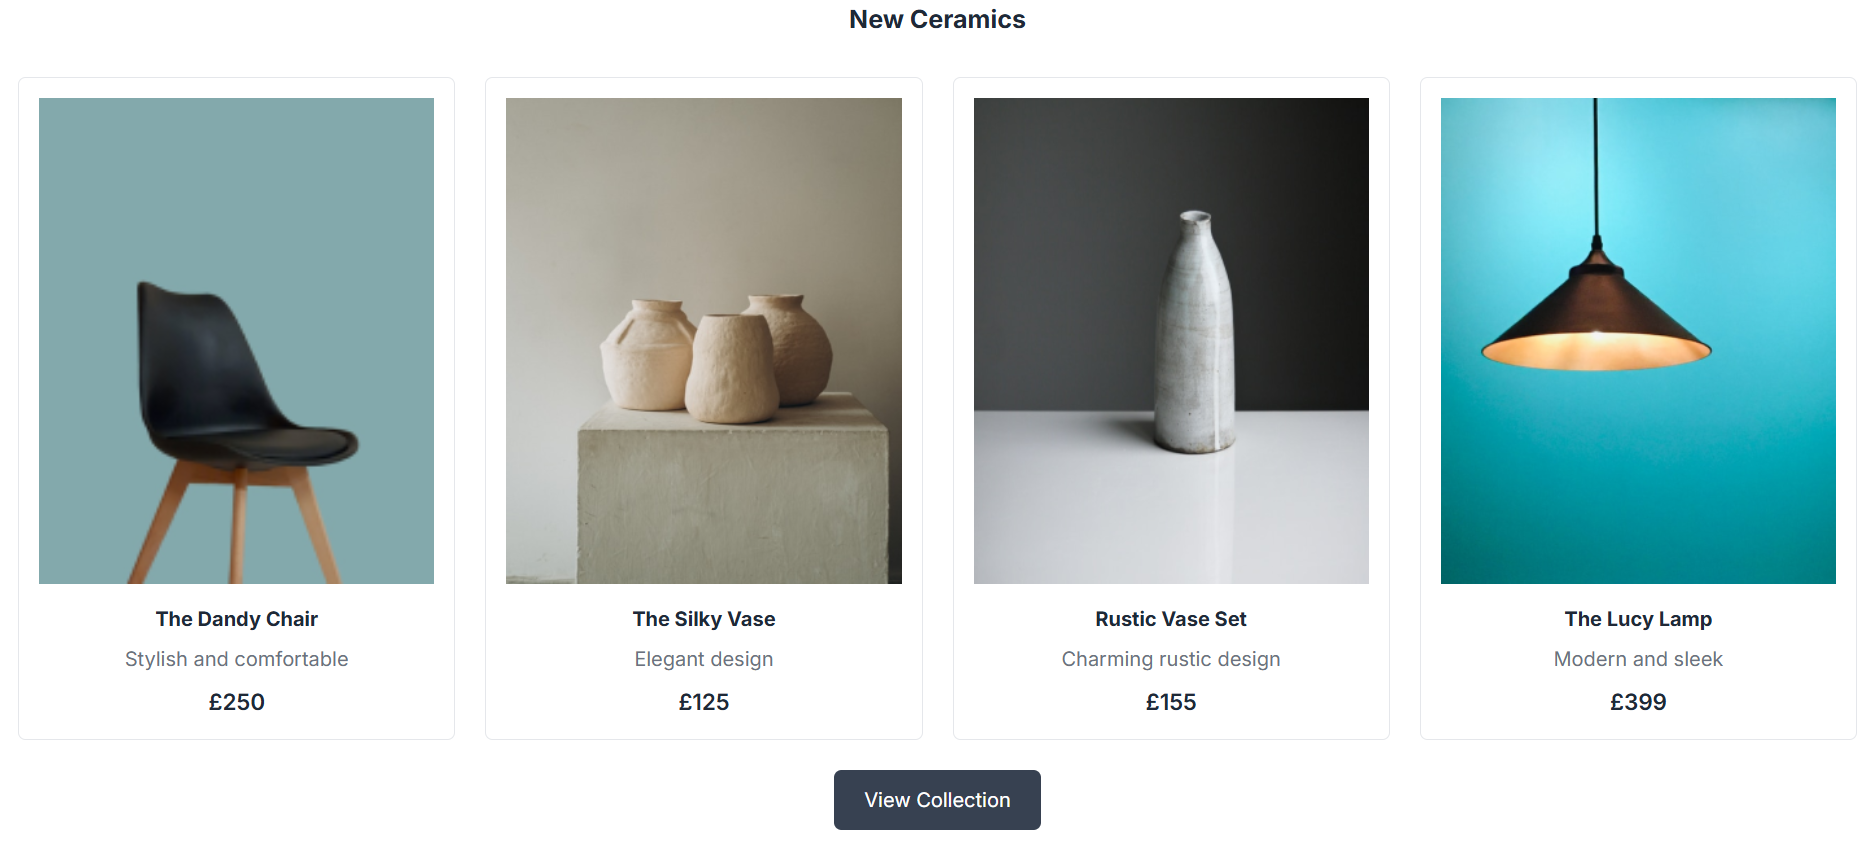 New Ceramics
The Dandy Chair
Stylish and comfortable
£250
The Silky Vase
Elegant design
£125
Rustic Vase Set
Charming rustic design
£155
The Lucy Lamp
Modern and sleek
£399
View Collection